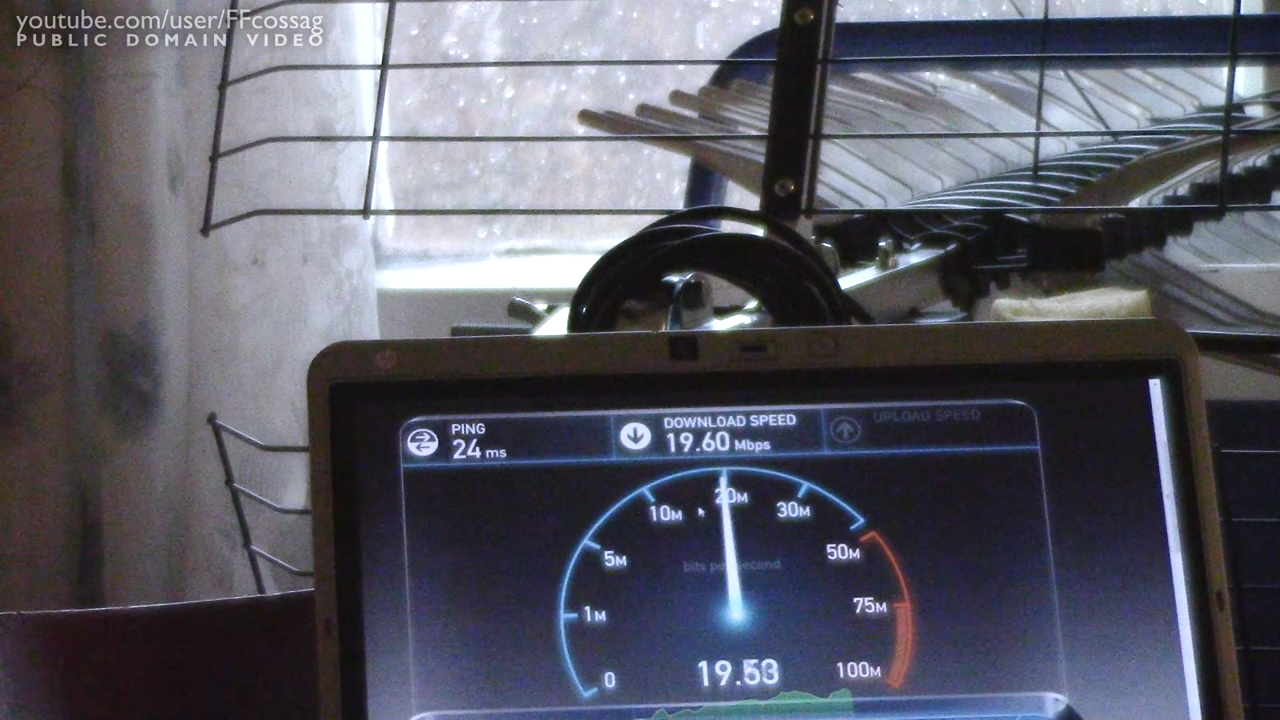 youtube.com/user/FFcossag
PUBLIC DOMAIN VIDEO
PING
24 ms
DOWNLOAD SPEED
19.60 Mbps
UPLOAD SPEED
20M
10M
30M
5M
50M
bits per second
1M
75M
0
100M
19.53